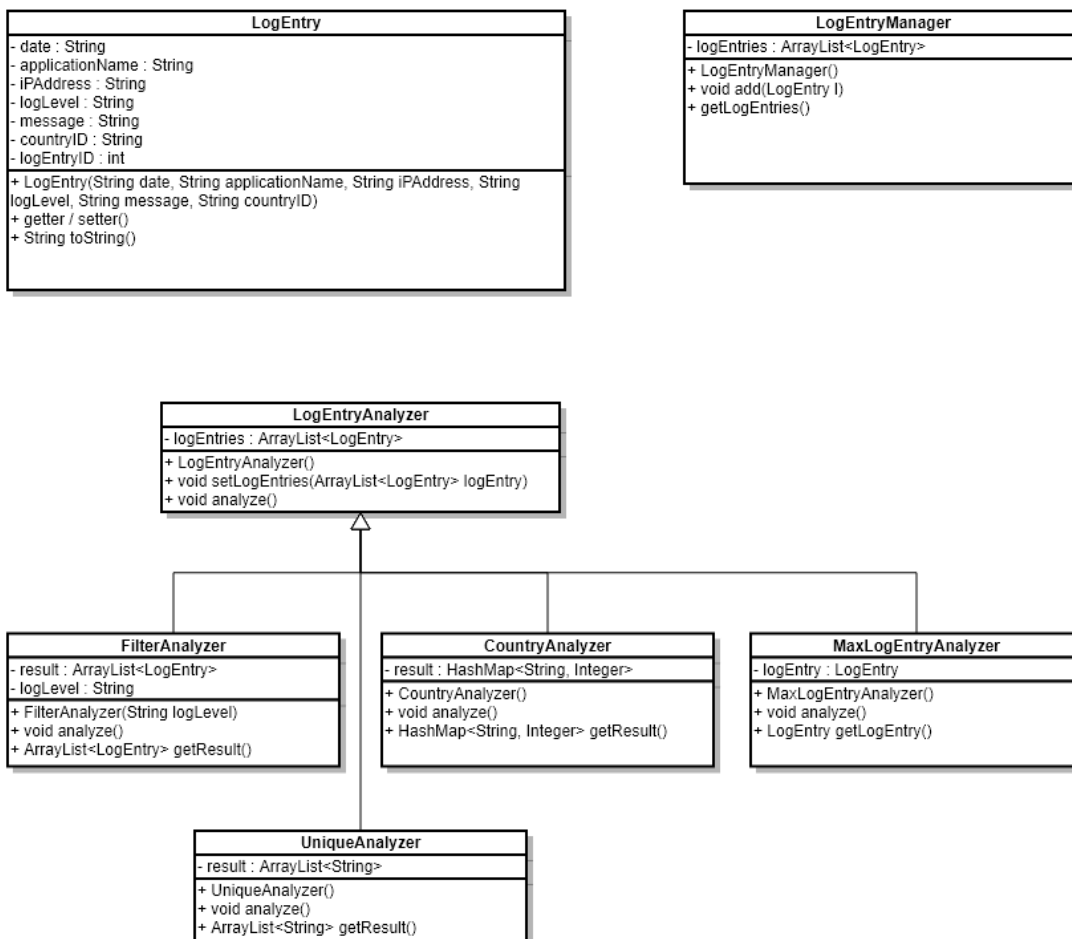 LogEntry
- date : String
- applicationName : String
- iPAddress : String
- logLevel : String
- message : String
- countryID : String
- logEntryID : int
+ LogEntry(String date, String applicationName, String iPAddress, String
logLevel, String message, String countryID)
+ getter / setter()
+ String toString()
LogEntryManager
- logEntries : ArrayList<LogEntry>
+ LogEntryManager()
+ void add(LogEntry l)
+ getLogEntries()
LogEntryAnalyzer
- logEntries : ArrayList<LogEntry>
+ LogEntryAnalyzer()
+ void setLogEntries(ArrayList<LogEntry> logEntry)
+ void analyze()
FilterAnalyzer
- result : ArrayList<LogEntry>
- logLevel : String
+ FilterAnalyzer(String logLevel)
+ void analyze()
+ ArrayList<LogEntry> getResult()
CountryAnalyzer
- result : HashMap<String, Integer>
+ CountryAnalyzer()
+ void analyze()
+ HashMap<String, Integer> getResult()
MaxLogEntryAnalyzer
- logEntry : LogEntry
+ MaxLogEntryAnalyzer()
+ void analyze()
+ LogEntry getLogEntry()
UniqueAnalyzer
- result : ArrayList<String>
+ UniqueAnalyzer()
+ void analyze()
+ ArrayList<String> getResult()